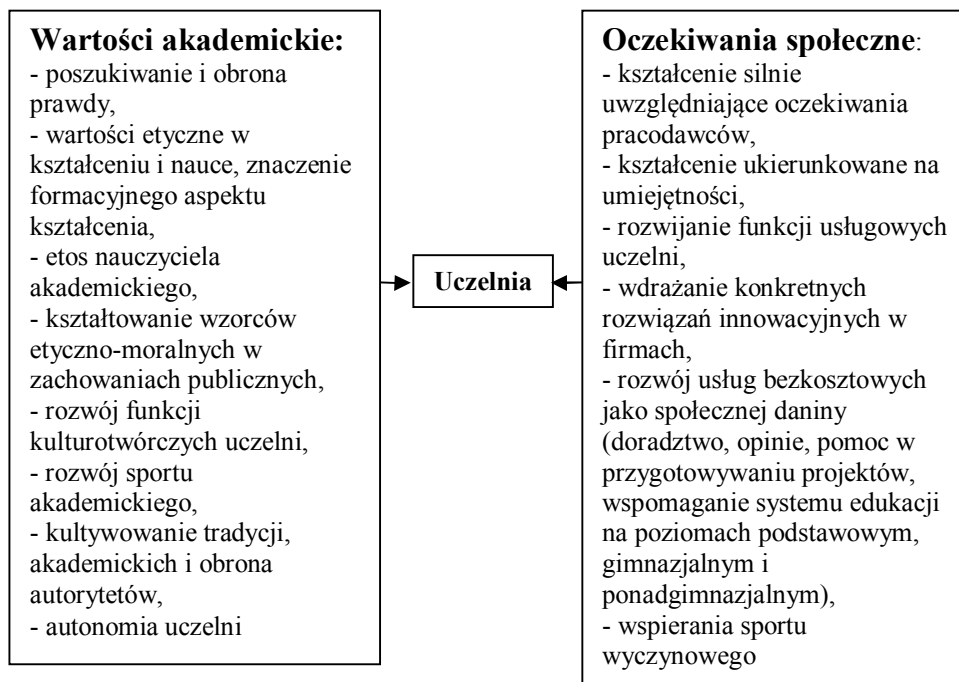 Wartości akademickie:
- poszukiwanie i obrona
prawdy,
- wartości etyczne w
kształceniu i nauce, znaczenie
formacyjnego aspektu
kształcenia,
- etos nauczyciela
akademickiego,
- kształtowanie wzorców
etyczno-moralnych w
zachowaniach publicznych,
- rozwój funkcji
kulturotwórczych uczelni,
- rozwój sportu
akademickiego,
- kultywowanie tradycji,
akademickich i obrona
autorytetów,
- autonomia uczelni
Uczelnia
Oczekiwania społeczne:
- kształcenie silnie
uwzględniające oczekiwania
pracodawców,
- kształcenie ukierunkowane na
umiejętności,
- rozwijanie funkcji usługowych
uczelni,
- wdrażanie konkretnych
rozwiązań innowacyjnych w
firmach,
- rozwój usług bezkosztowych
jako społecznej daniny
(doradztwo, opinie, pomoc w
przygotowywaniu projektów,
wspomaganie systemu edukacji
na poziomach podstawowym,
gimnazjalnym i
ponadgimnazjalnym),
- wspierania sportu
wyczynowego